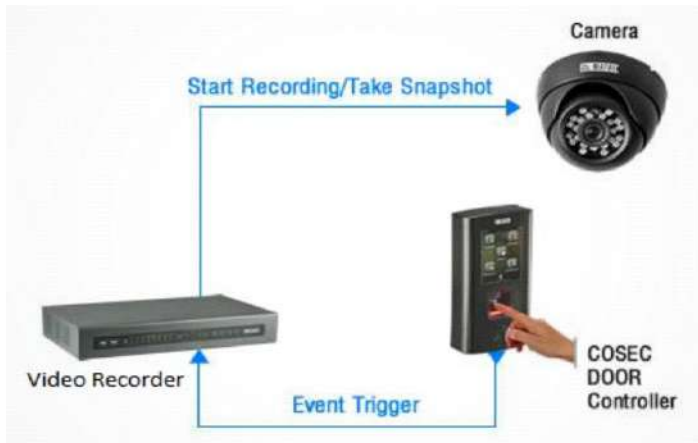 Camera
Start Recording/Take Snapshot
Video Recorder
COSEC
DOOR
Controller
Event Trigger